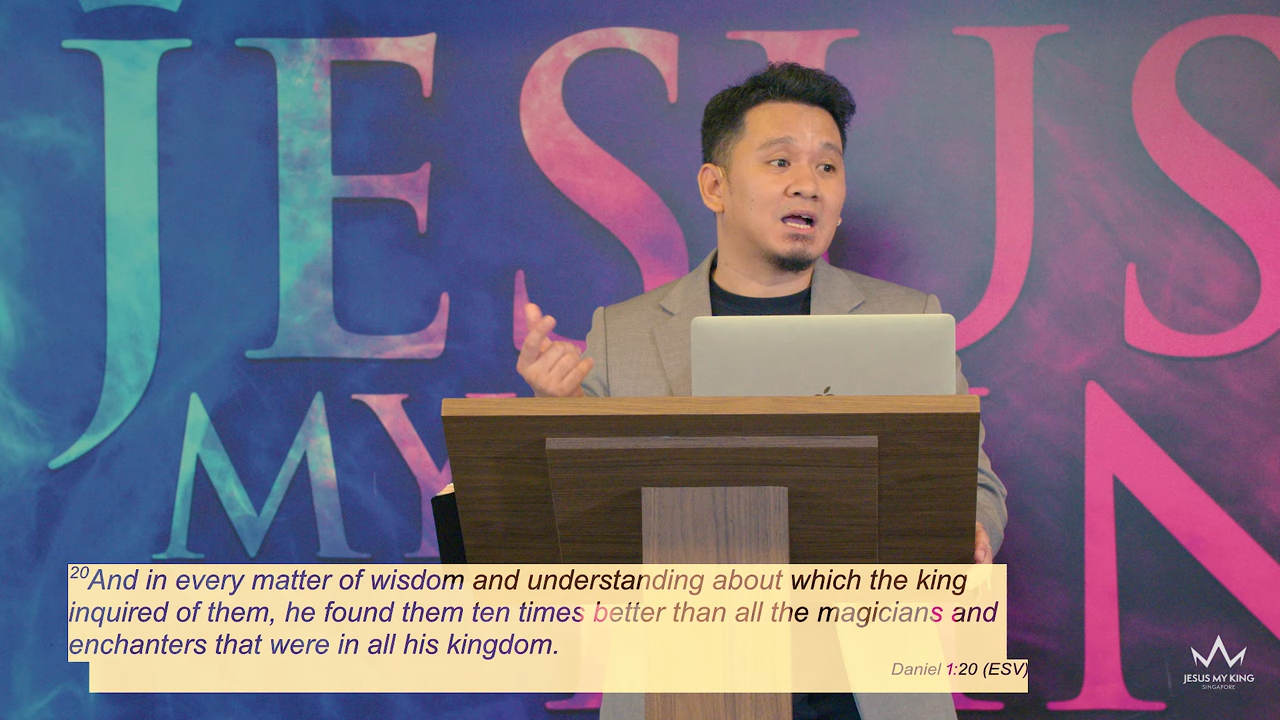 JESUS
MY
20And in every matter of wisdom and understanding about which the king
inquired of them, he found them ten times better than all the magicians and
enchanters that were in all his kingdom.
Daniel 1:20 (ESV)
JESUS MY KING
SINGAPORE